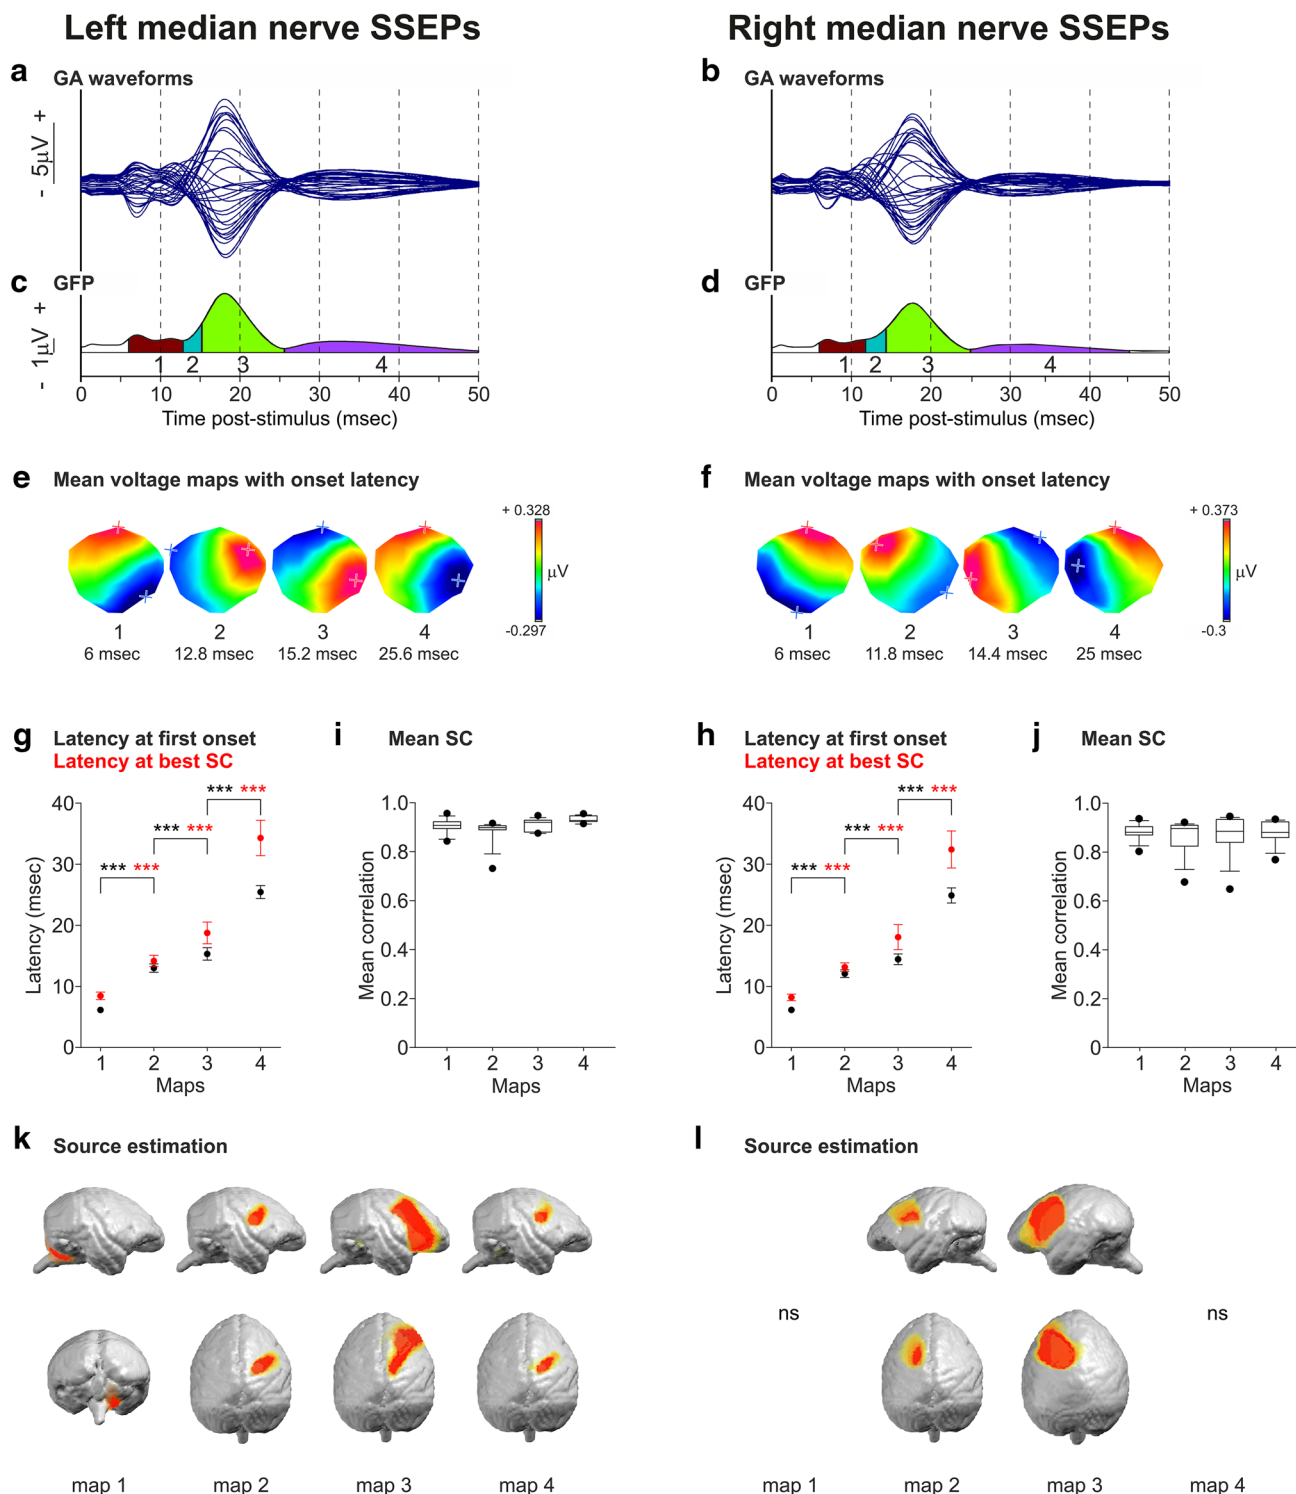 Left median nerve SSEPs
Right median nerve SSEPs
a GA waveforms
- 5µV +
b GA waveforms
c GFP
- 1µV +
1 2 3 4
0 10 20 30 40 50
Time post-stimulus (msec)
d GFP
1 2 3 4
0 10 20 30 40 50
Time post-stimulus (msec)
e Mean voltage maps with onset latency
+ 0.328
µV
-0.297
1 2 3 4
6 msec 12.8 msec 15.2 msec 25.6 msec
f Mean voltage maps with onset latency
+ 0.373
µV
-0.3
1 2 3 4
6 msec 11.8 msec 14.4 msec 25 msec
g Latency at first onset
Latency at best SC
*** ***
*** ***
*** ***
40
30
20
10
0
Latency (msec)
1 2 3 4
Maps
i Mean SC
1.0
0.8
0.6
0.4
0.2
0
Mean correlation
1 2 3 4
Maps
h Latency at first onset
Latency at best SC
*** ***
*** ***
*** ***
40
30
20
10
0
Latency (msec)
1 2 3 4
Maps
j Mean SC
1.0
0.8
0.6
0.4
0.2
0
Mean correlation
1 2 3 4
Maps
k Source estimation
map 1 map 2 map 3 map 4
l Source estimation
ns ns
map 1 map 2 map 3 map 4